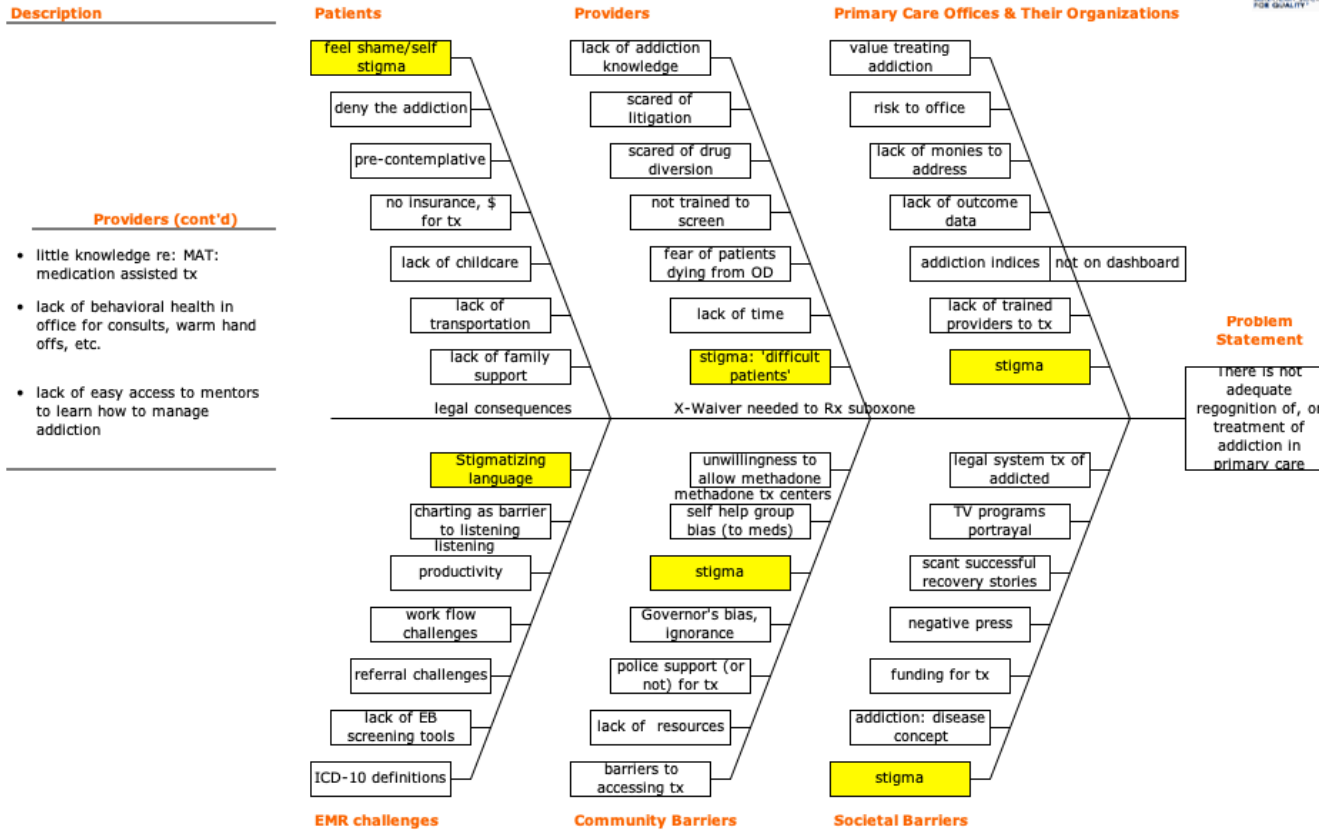 Description
Patients
Providers
Primary Care Offices & Their Organizations
FOR QUALITY
feel shame/self
stigma
deny the addiction
pre-contemplative
no insurance, $
for tx
lack of childcare
lack of
transportation
lack of family
support
legal consequences
lack of addiction
knowledge
scared of
litigation
scared of drug
diversion
not trained to
screen
fear of patients
dying from OD
lack of time
stigma: 'difficult
patients'
X-Waiver needed to Rx suboxone
value treating
addiction
risk to office
lack of monies to
address
lack of outcome
data
addiction indices
not on dashboard
lack of trained
providers to tx
stigma
Providers (cont'd)
• little knowledge re: MAT:
medication assisted tx
• lack of behavioral health in
office for consults, warm hand
offs, etc.
• lack of easy access to mentors
to learn how to manage
addiction
Problem
Statement
There is not
adequate
regognition of, or
treatment of
addiction in
primary care
Stigmatizing
language
charting as barrier
to listening
listening
productivity
work flow
challenges
referral challenges
lack of EB
screening tools
ICD-10 definitions
EMR challenges
unwillingness to
allow methadone
methadone tx centers
self help group
bias (to meds)
stigma
Governor's bias,
ignorance
police support (or
not) for tx
lack of resources
barriers to
accessing tx
Community Barriers
legal system tx of
addicted
TV programs
portrayal
scant successful
recovery stories
negative press
funding for tx
addiction: disease
concept
stigma
Societal Barriers